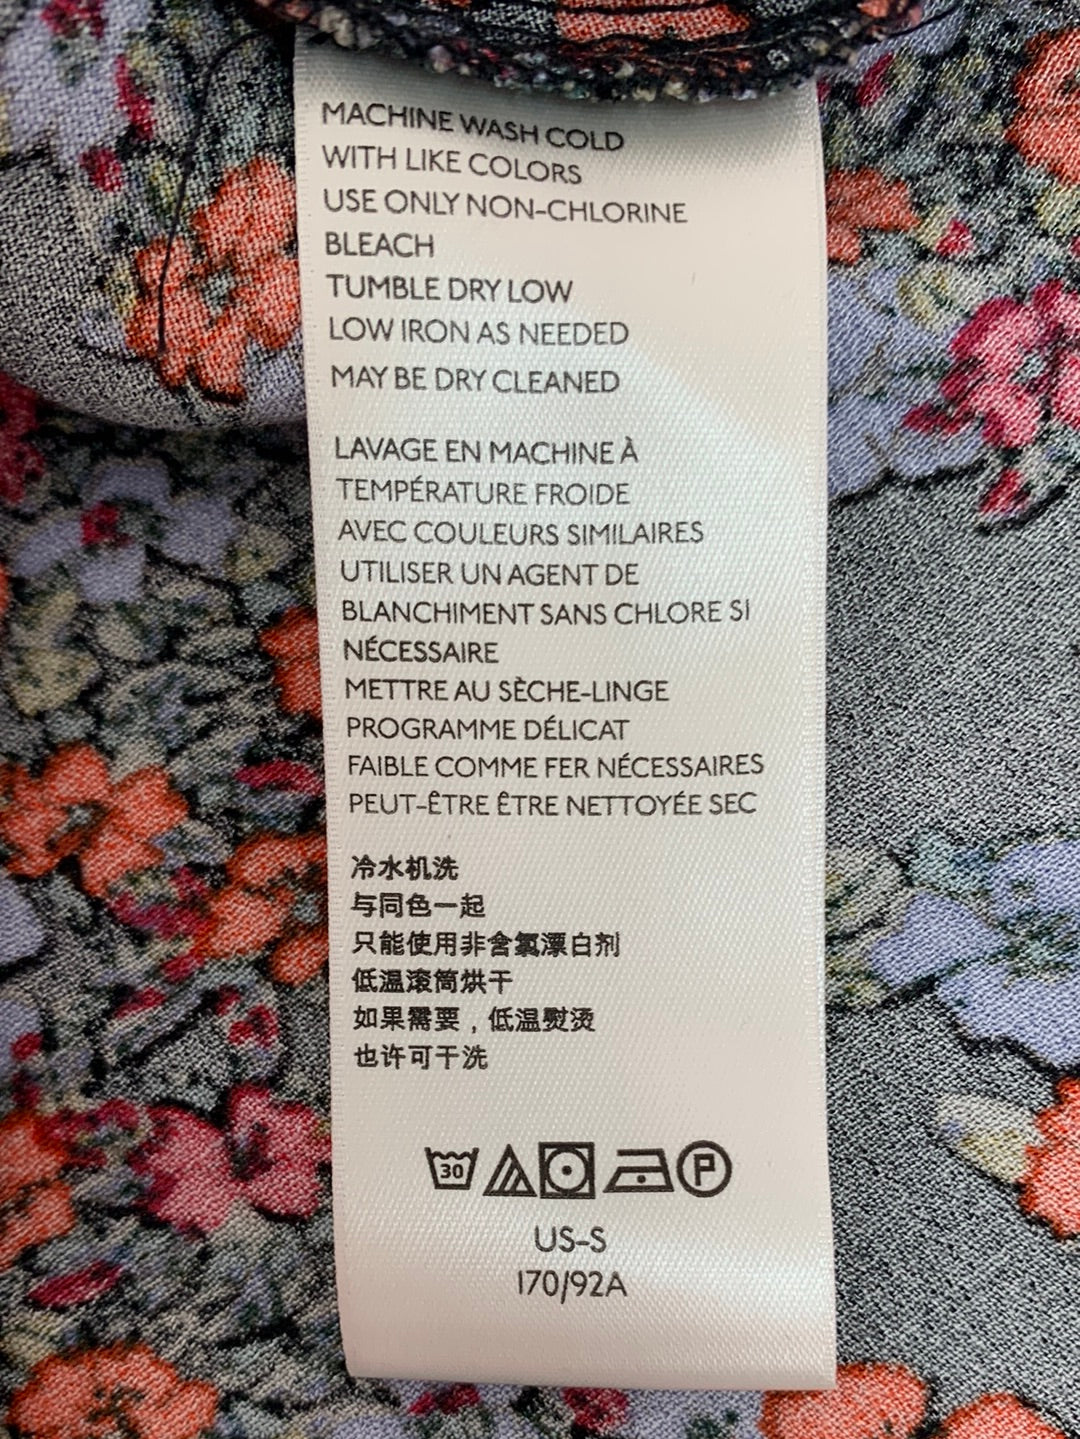 MACHINE WASH COLD
WITH LIKE COLORS
USE ONLY NON-CHLORINE
BLEACH
TUMBLE DRY LOW
LOW IRON AS NEEDED
MAY BE DRY CLEANED
LAVAGE EN MACHINE À
TEMPÉRATURE FROIDE
AVEC COULEURS SIMILAIRES
UTILISER UN AGENT DE
BLANCHIMENT SANS CHLORE SI
NÉCESSAIRE
METTRE AU SÈCHE-LINGE
PROGRAMME DÉLICAT
FAIBLE COMME FER NÉCESSAIRES
PEUT-ÊTRE ÊTRE NETTOYÉE SEC
冷水机洗
与同色一起
只能使用非含氯漂白剂
低温滚筒烘干
如果需要，低温熨烫
也许可干洗
30 P
US-S
170/92A